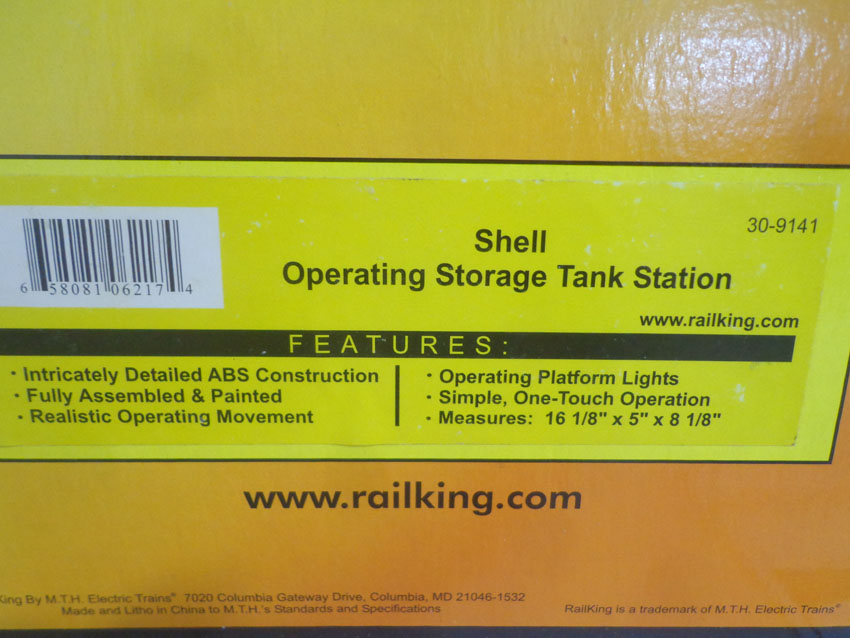 30-9141
Shell
Operating Storage Tank Station
6 58081 06217 4
www.railking.com
FEATURES:
· Intricately Detailed ABS Construction
· Fully Assembled & Painted
· Realistic Operating Movement
· Operating Platform Lights
· Simple, One-Touch Operation
· Measures: 16 1/8" x 5" x 8 1/8"
www.railking.com
King By M.T.H. Electric Trains® 7020 Columbia Gateway Drive, Columbia, MD 21046-1532
Made and Litho in China to M.T.H.'s Standards and Specifications
RailKing is a trademark of M.T.H. Electric Trains®